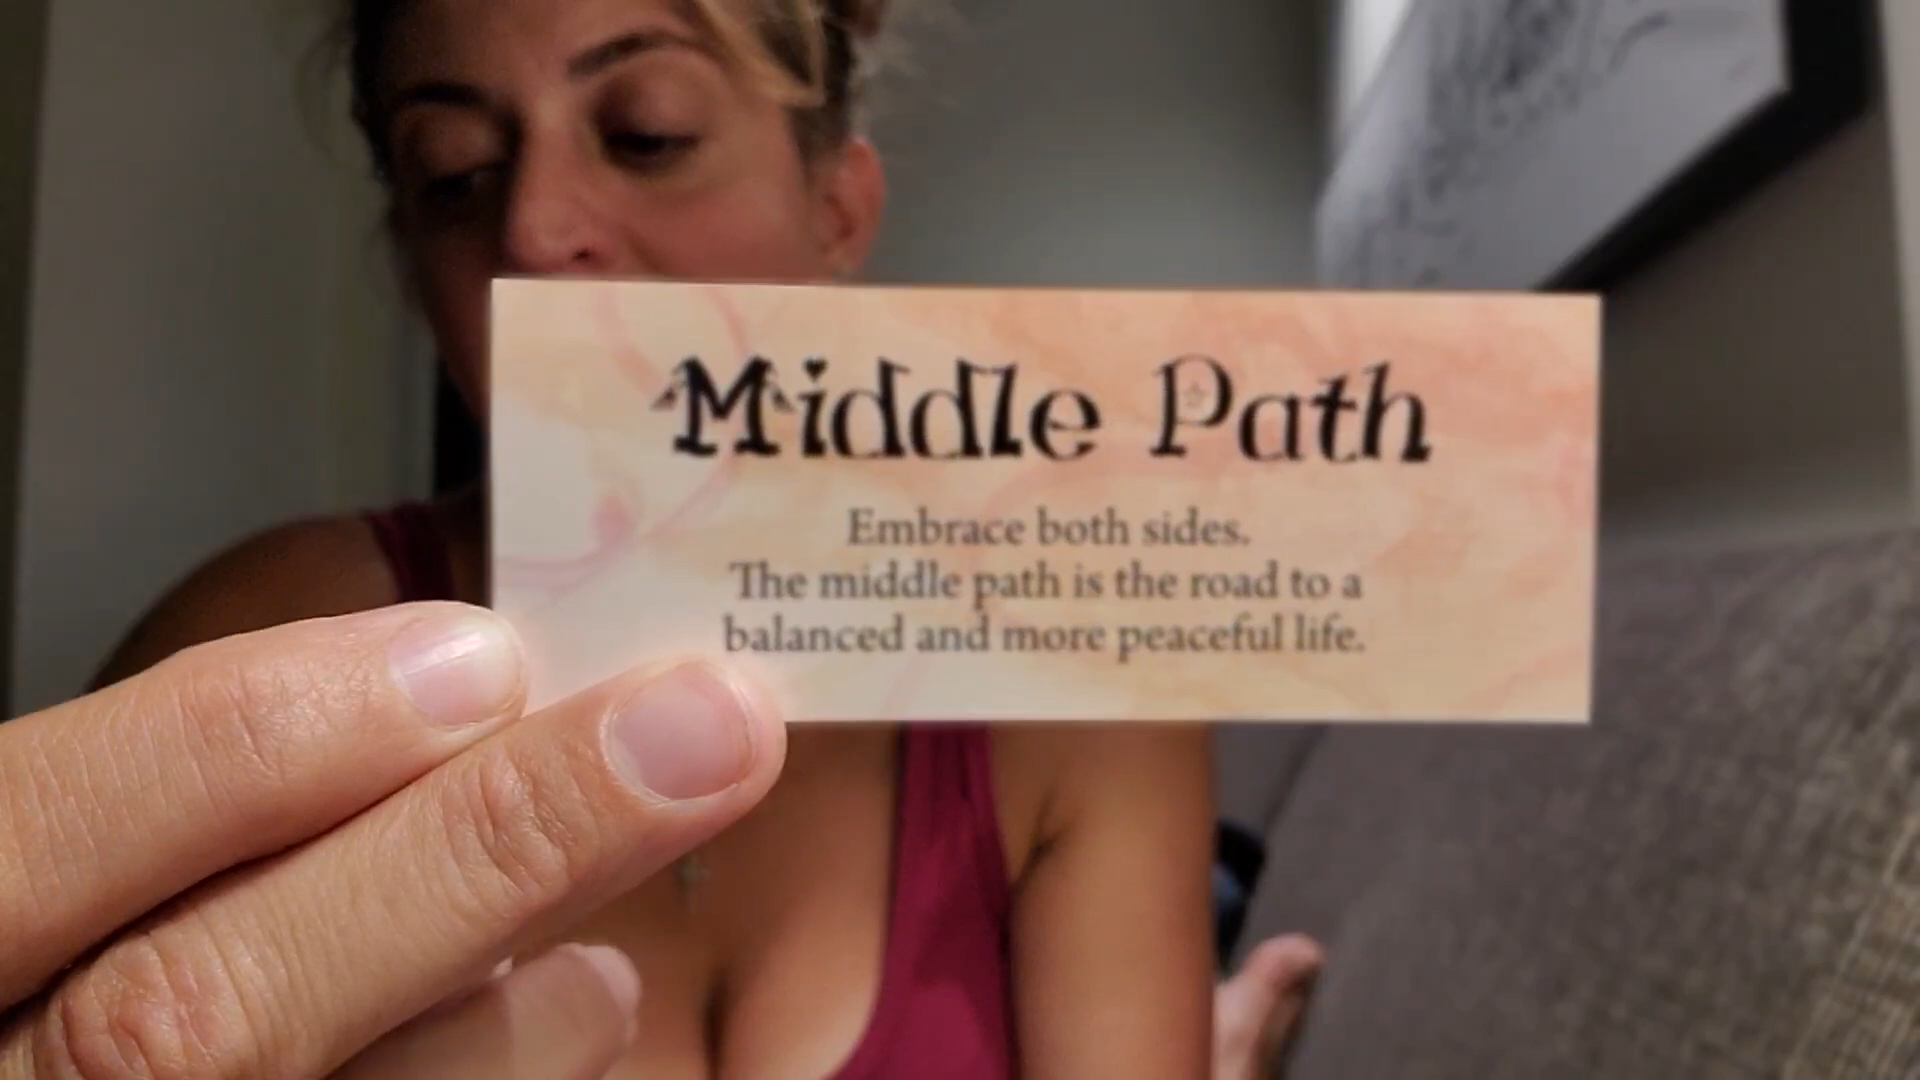 Middle Path
Embrace both sides.
The middle path is the road to a
balanced and more peaceful life.